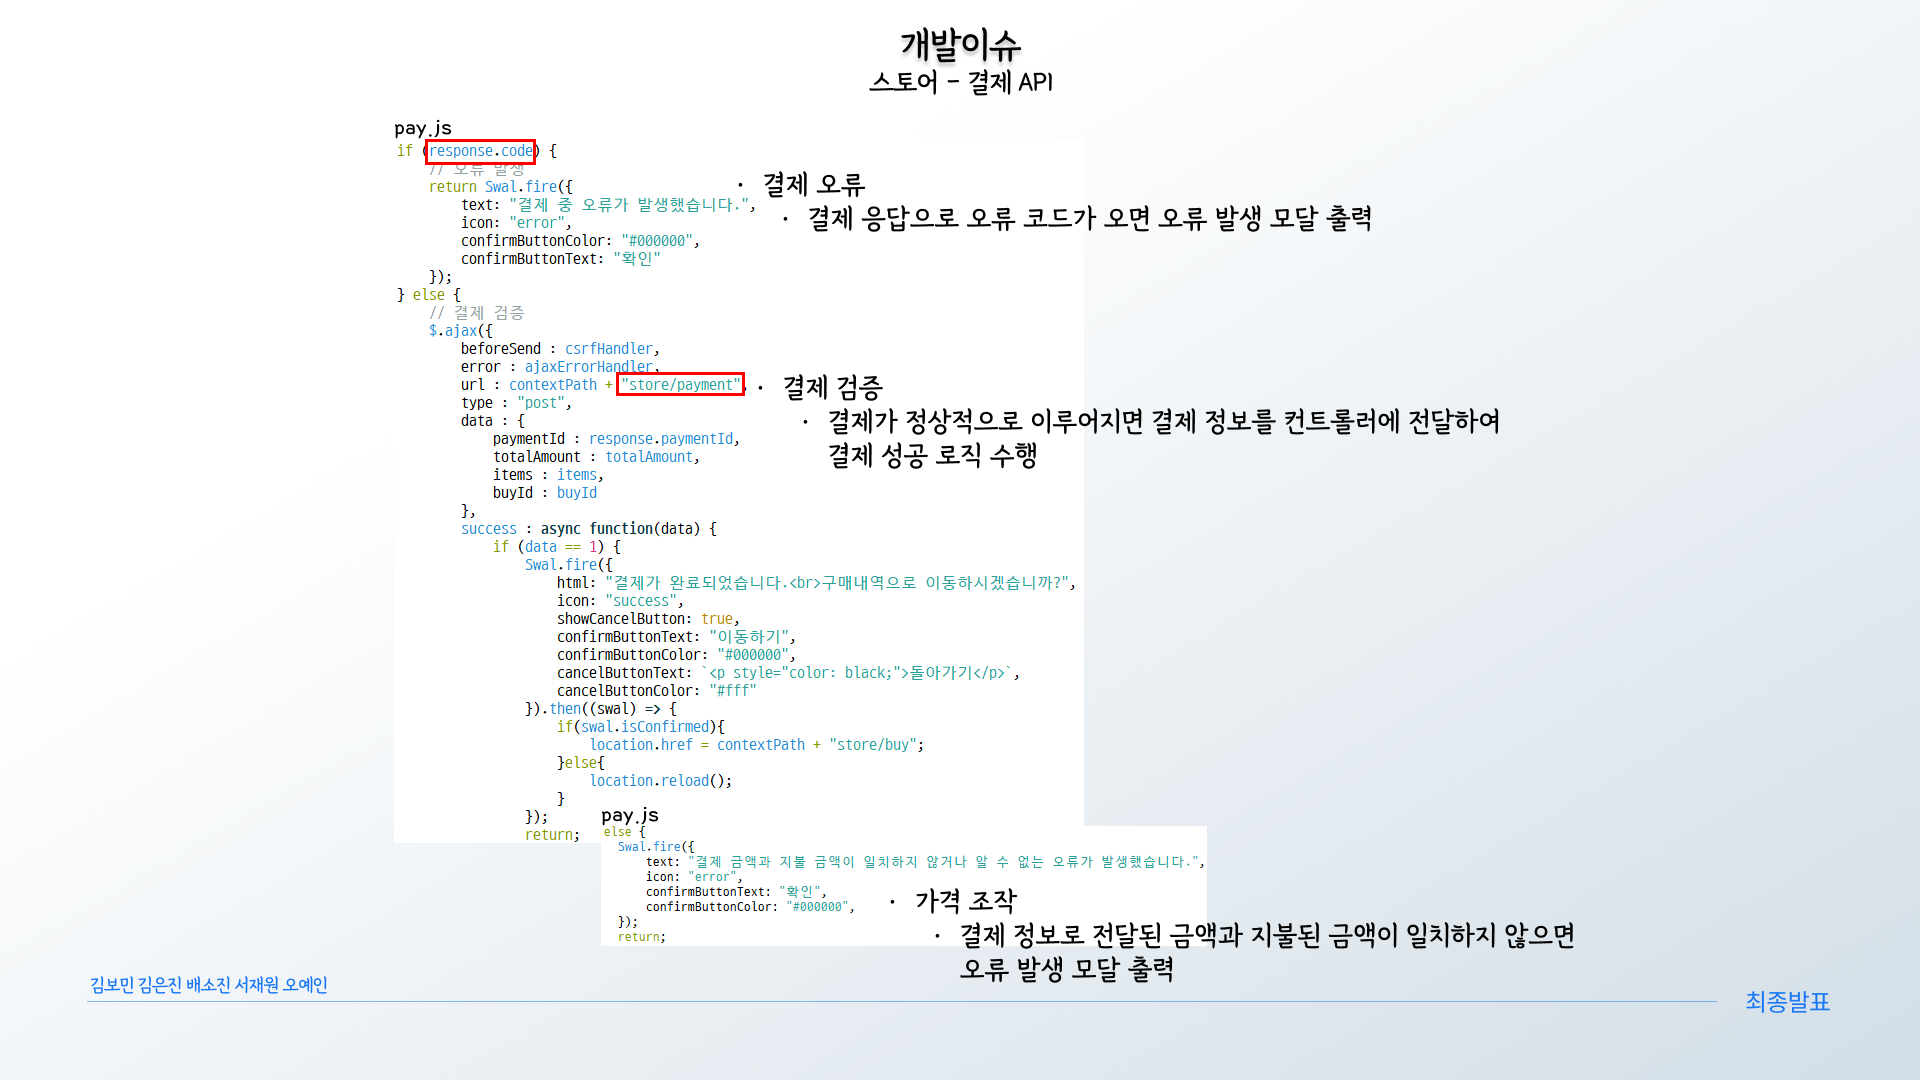 개발이슈
스토어 - 결제 API
pay.js
if (response.code) {
// 오류 발생
return Swal.fire({
text: "결제 중 오류가 발생했습니다.",
icon: "error",
confirmButtonColor: "#000000",
confirmButtonText: "확인"
});
} else {
// 결제 검증
$.ajax({
beforeSend : csrfHandler,
error : ajaxErrorHandler,
url : contextPath + "store/payment",
type : "post",
data : {
paymentId : response.paymentId,
totalAmount : totalAmount,
items : items,
buyId : buyId
},
success : async function(data) {
if (data == 1) {
Swal.fire({
html: "결제가 완료되었습니다.<br>구매내역으로 이동하시겠습니까?",
icon: "success",
showCancelButton: true,
confirmButtonText: "이동하기",
confirmButtonColor: "#000000",
cancelButtonText: `<p style="color: black;">돌아가기</p>`,
cancelButtonColor: "#fff"
}).then((swal) => {
if(swal.isConfirmed){
location.href = contextPath + "store/buy";
}else{
location.reload();
}
});
return;
• 결제 오류
• 결제 응답으로 오류 코드가 오면 오류 발생 모달 출력
• 결제 검증
• 결제가 정상적으로 이루어지면 결제 정보를 컨트롤러에 전달하여
결제 성공 로직 수행
pay.js
else {
Swal.fire({
text: "결제 금액과 지불 금액이 일치하지 않거나 알 수 없는 오류가 발생했습니다.",
icon: "error",
confirmButtonText: "확인",
confirmButtonColor: "#000000",
});
return;
• 가격 조작
• 결제 정보로 전달된 금액과 지불된 금액이 일치하지 않으면
오류 발생 모달 출력
김보민 김은진 배소진 서재원 오예인
최종발표